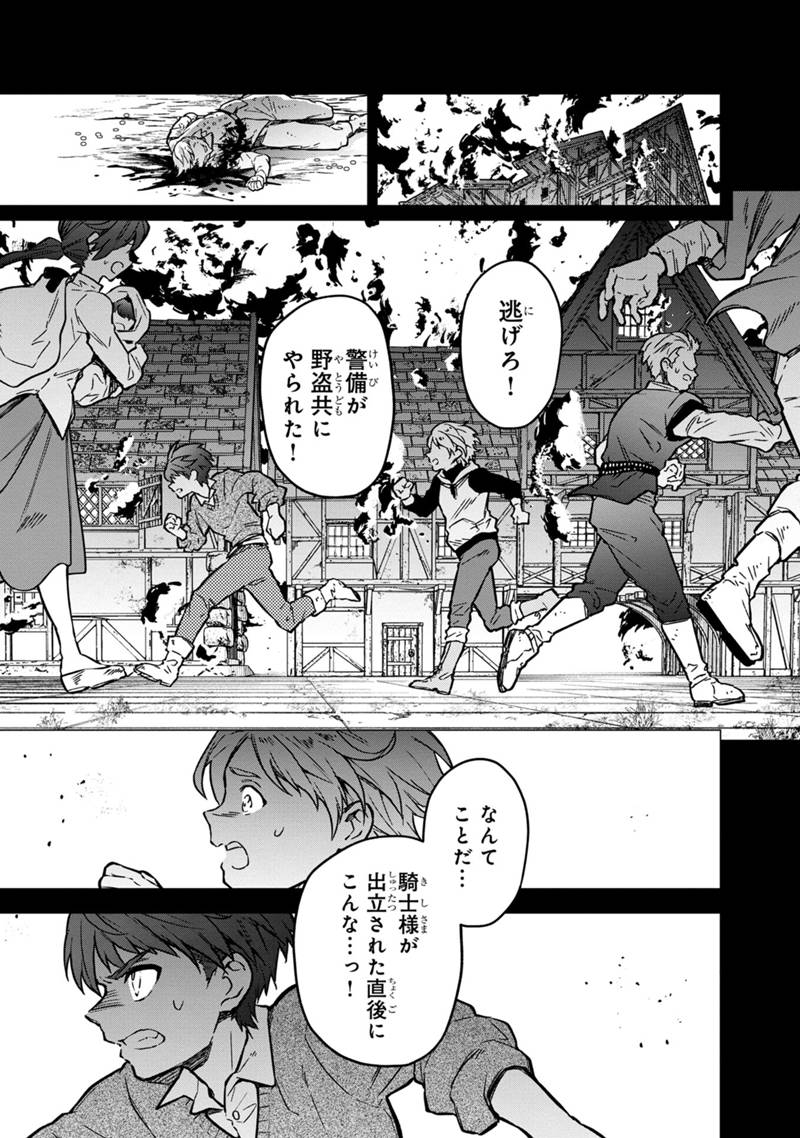 逃げろ!
警備が
野盗共に
やられた!
なんて
ことだ…
騎士様が
出立された直後に
こんな…っ!